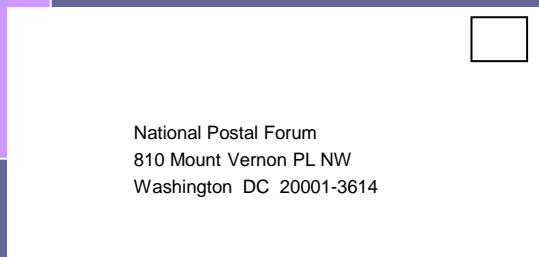 National Postal Forum
810 Mount Vernon PL NW
Washington  DC  20001-3614